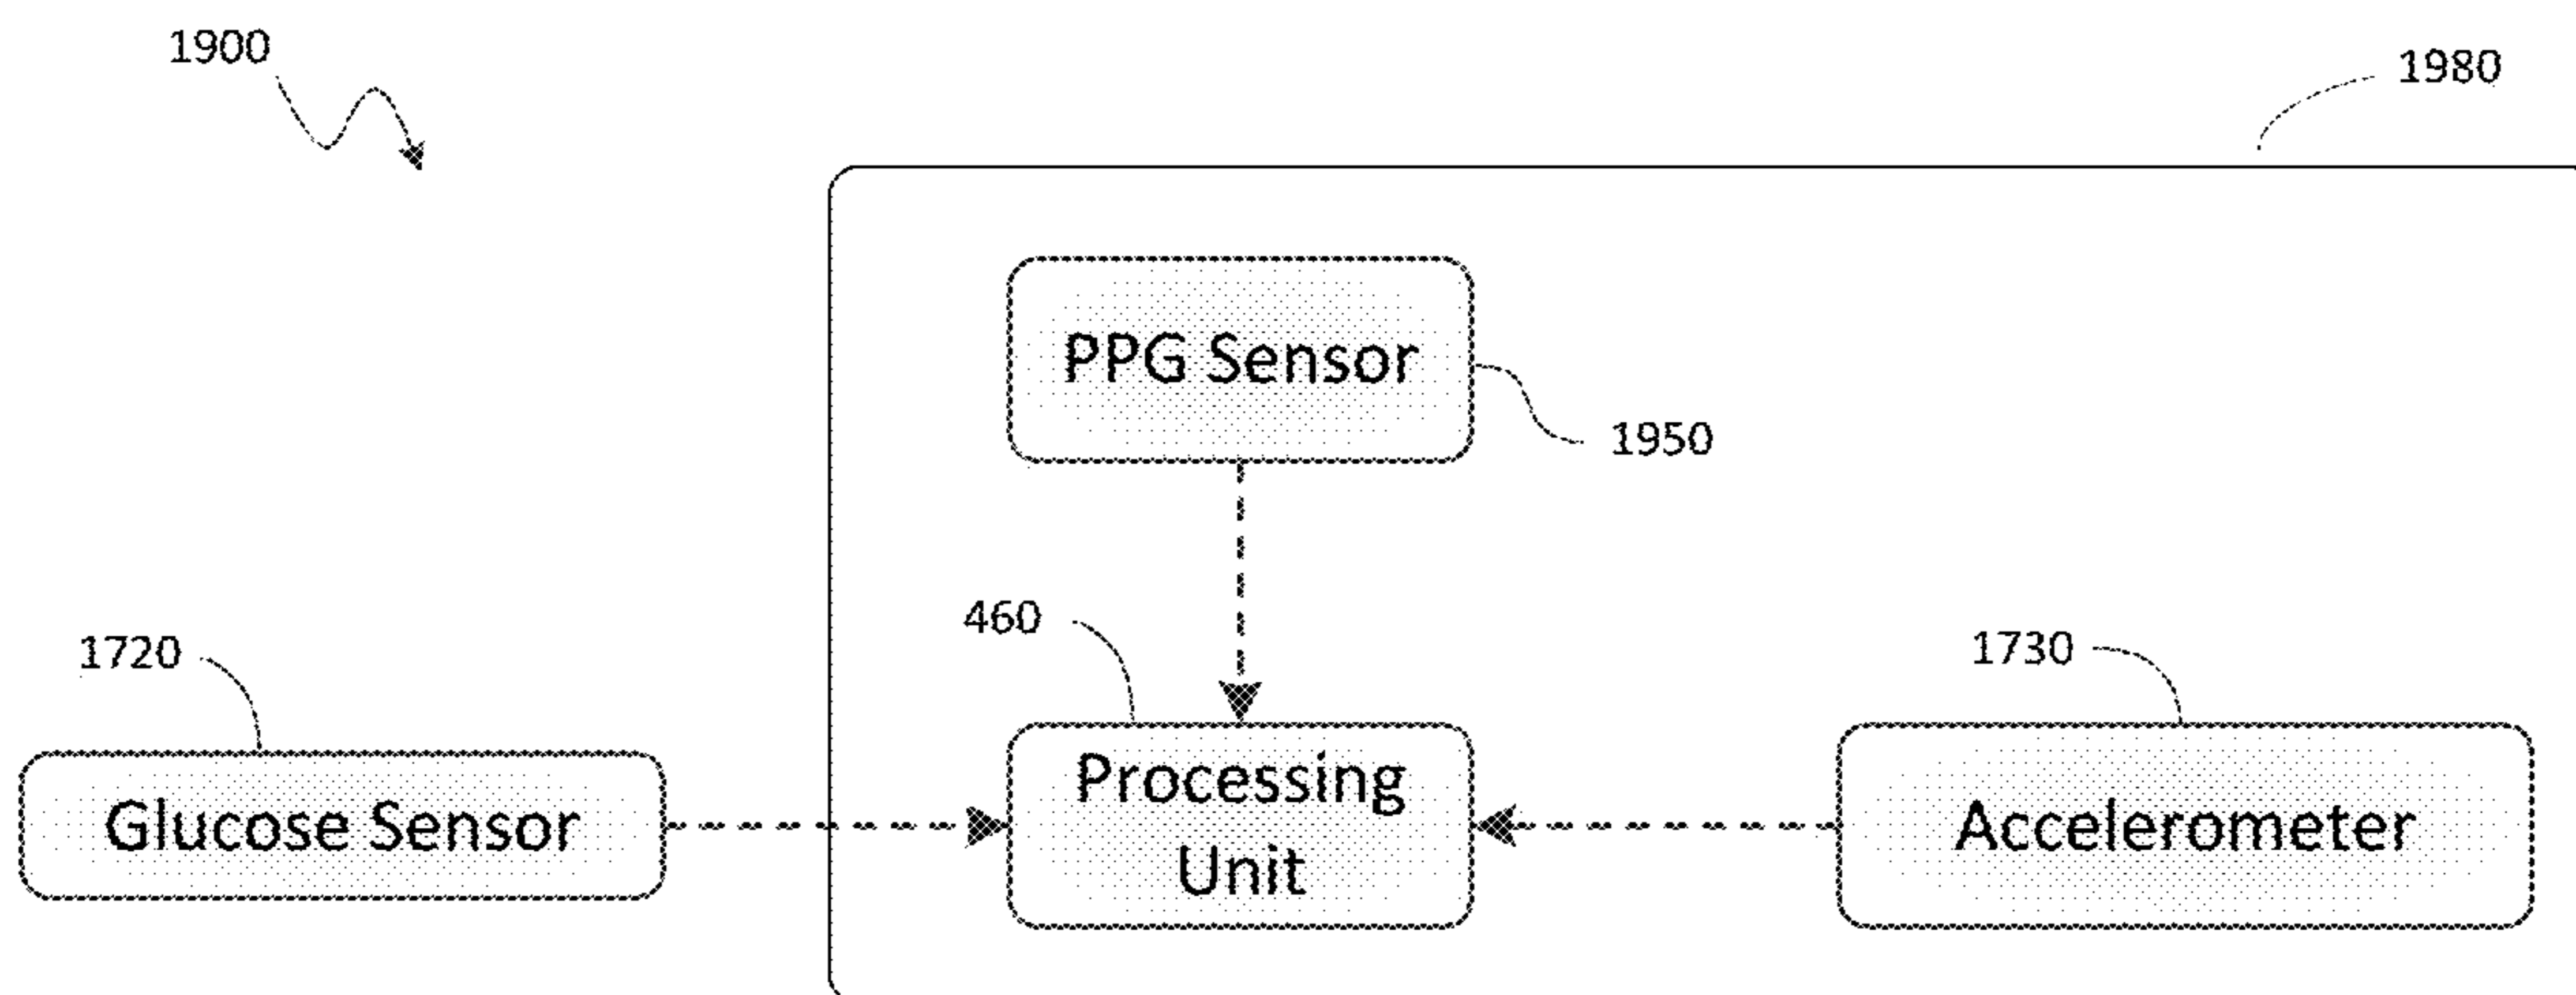 1900
1980
PPG Sensor
1950
460
1720
1730
Processing
Unit
Glucose Sensor
Accelerometer